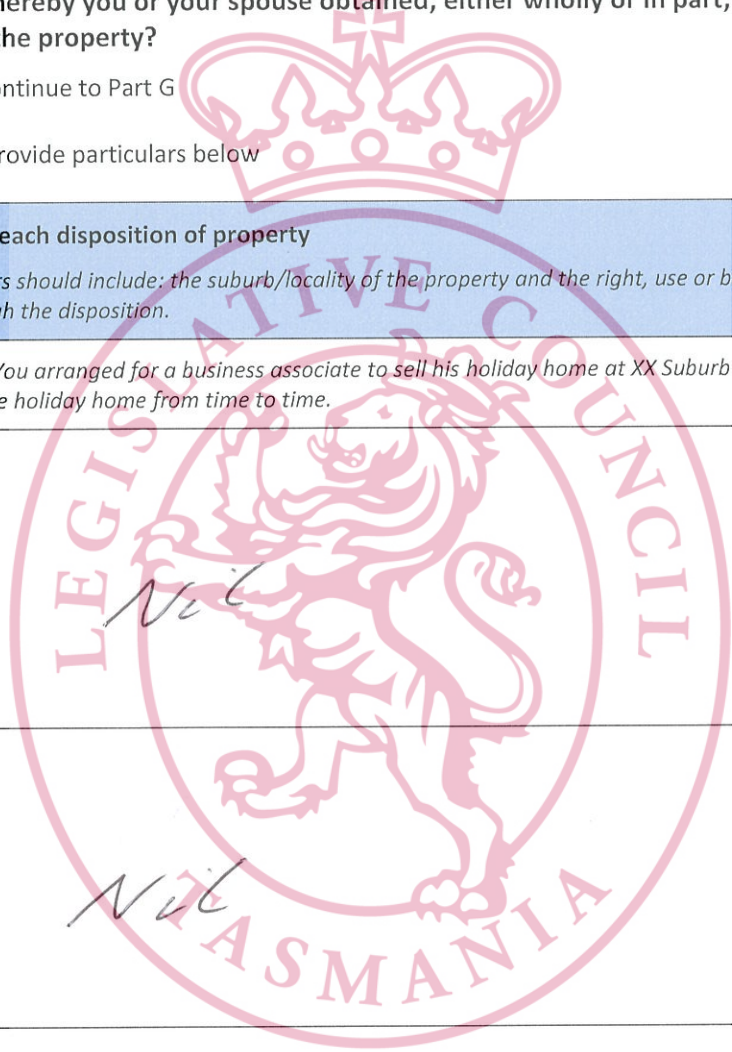 hereby you or your spouse obtained, either wholly or in part,
the property?
ontinue to Part G
rovide particulars below
each disposition of property
rs should include: the suburb/locality of the property and the right, use or b
gh the disposition.
You arranged for a business associate to sell his holiday home at XX Suburb
e holiday home from time to time.
LEGISLATIVE COUNCIL
Nil
Nil
TASMANIA